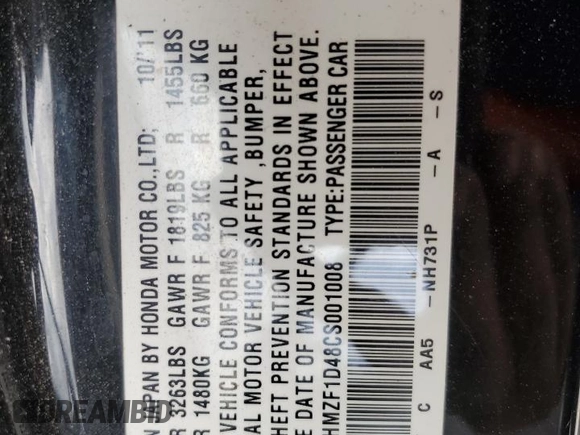 N JAPAN BY HONDA MOTOR CO.,LTD; 10/11
R 3263LBS GAWR F 1819LBS R 1455LBS
R 1480KG GAWR F 825 KG R 660 KG
VEHICLE CONFORMS TO ALL APPLICABLE
AL MOTOR VEHICLE SAFETY ,BUMPER,
HEFT PREVENTION STANDARDS IN EFFECT
E DATE OF MANUFACTURE SHOWN ABOVE.
HMZF1D48CS001008 TYPE:PASSENGER CAR
C AA5 -NH731P -A -S
DREAMBID